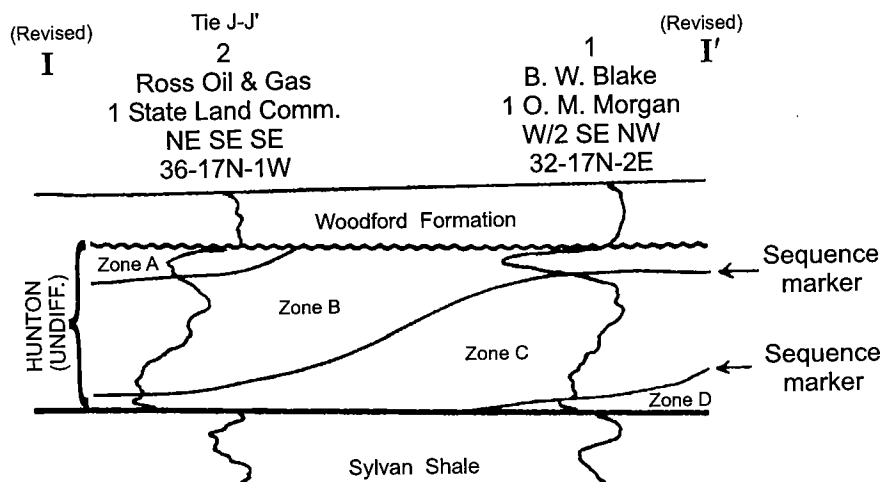 (Revised)
I
Tie J-J'
2
Ross Oil & Gas
1 State Land Comm.
NE SE SE
36-17N-1W
1
B. W. Blake
1 O. M. Morgan
W/2 SE NW
32-17N-2E
(Revised)
I'
Woodford Formation
HUNTON
(UNDIFF.)
Zone A
Zone B
Zone C
Zone D
Sequence
marker
Sequence
marker
Sylvan Shale